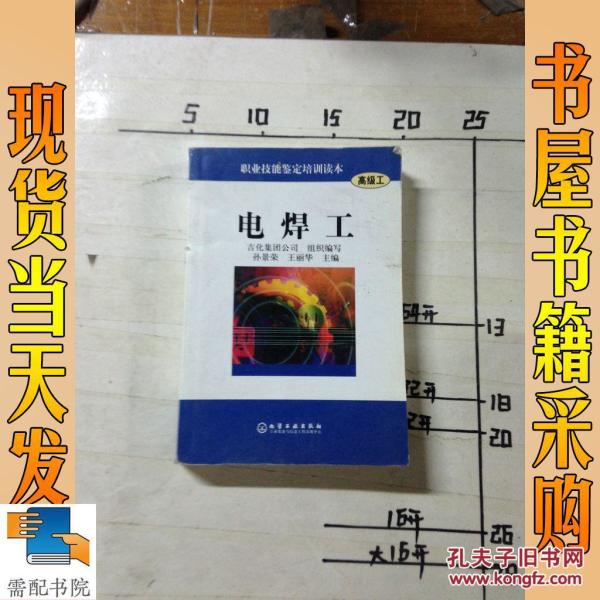 现货当天发
书屋书籍采购
5 10 15 20 25
职业技能鉴定培训读本
高级工
电焊工
吉化集团公司 组织编写
孙景荣 王丽华 主编
化学工业出版社
54开
13
32开
18
20
16开
26
大16开
需配书院
孔夫子旧书网
www.kongfz.com